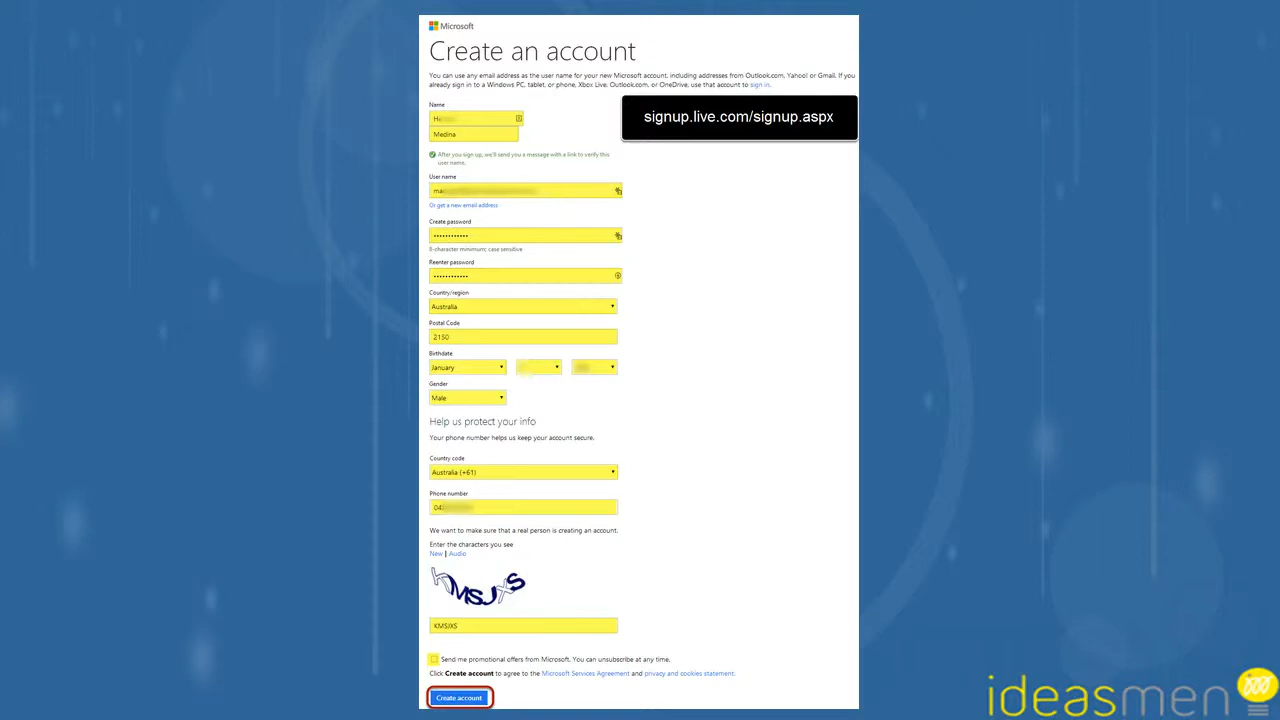 Microsoft
Create an account
You can use any email address as the user name for your new Microsoft account, including addresses from Outlook.com, Yahoo! or Gmail. If you
already sign in to a Windows PC, tablet, or phone, Xbox Live, Outlook.com, or OneDrive, use that account to sign in.
signup.live.com/signup.aspx
Name
Medina
After you sign up, we'll send you a message with a link to verify this
user name.
User name
Or get a new email address
Create password
8-character minimum; case sensitive
Reenter password
Country/region
Australia
Postal Code
2150
Birthdate
January
Gender
Male
Help us protect your info
Your phone number helps us keep your account secure.
Country code
Australia (+61)
Phone number
04
We want to make sure that a real person is creating an account.
Enter the characters you see
New | Audio
KMSJXS
KMSJXS
Send me promotional offers from Microsoft. You can unsubscribe at any time.
Click Create account to agree to the Microsoft Services Agreement and privacy and cookies statement.
Create account
ideas men